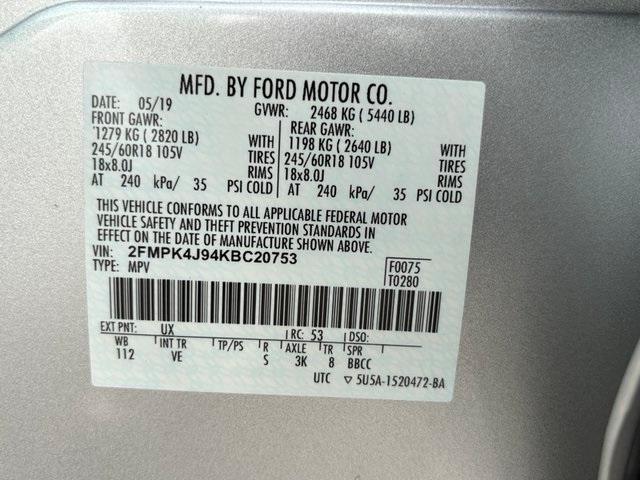 MFD. BY FORD MOTOR CO.
DATE: 05/19 GVWR: 2468 KG ( 5440 LB)
FRONT GAWR: REAR GAWR:
1279 KG ( 2820 LB) WITH 1198 KG ( 2640 LB) WITH
245/60R18 105V TIRES 245/60R18 105V TIRES
18x8.0J RIMS 18x8.0J RIMS
AT 240 kPa/ 35 PSI COLD AT 240 kPa/ 35 PSI COLD
THIS VEHICLE CONFORMS TO ALL APPLICABLE FEDERAL MOTOR
VEHICLE SAFETY AND THEFT PREVENTION STANDARDS IN
EFFECT ON THE DATE OF MANUFACTURE SHOWN ABOVE.
VIN: 2FMPK4J94KBC20753
TYPE: MPV
F0075
T0280
EXT PNT: UX RC: 53 DSO:
WB INT TR TP/PS R AXLE TR SPR
112 VE S 3K 8 BBCC
UTC ▽ 5U5A-1520472-BA